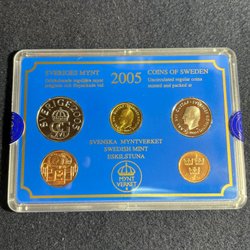 SVERIGES MYNT
2005
COINS OF SWEDEN
Uncirculated regular coins
minted and packed at
SVERIGE 2005
SVENSKA MYNTVERKET
SWEDISH MINT
ESKILSTUNA
MYNT
VERKET